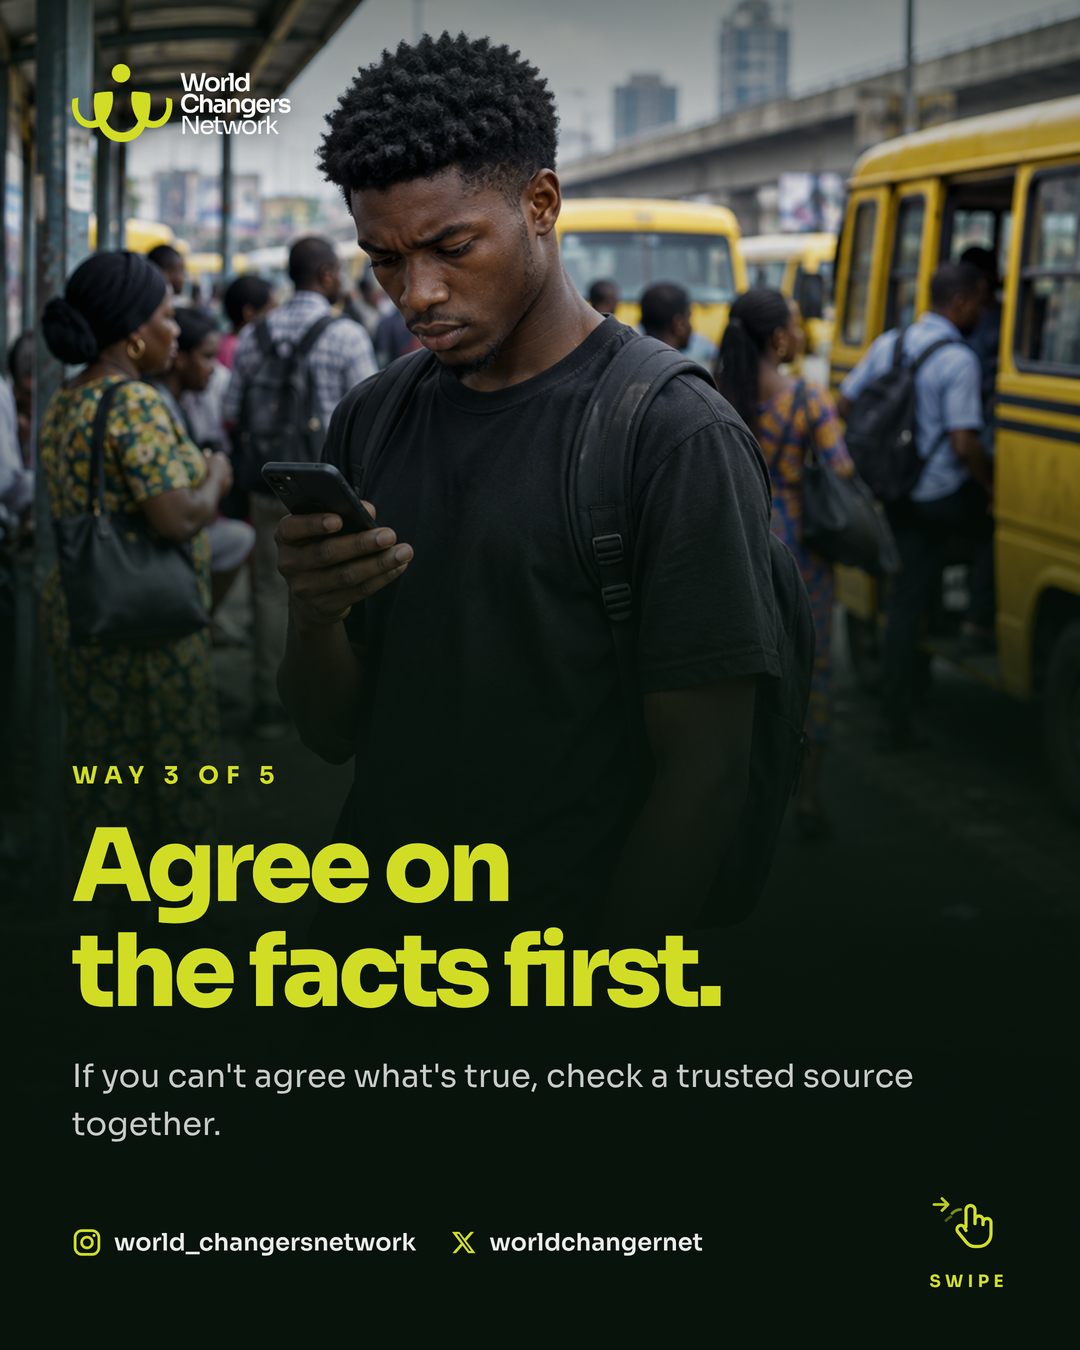 World
Changers
Network
WAY 3 OF 5
Agree on
the facts first.
If you can't agree what's true, check a trusted source
together.
world_changersnetwork
worldchangernet
SWIPE